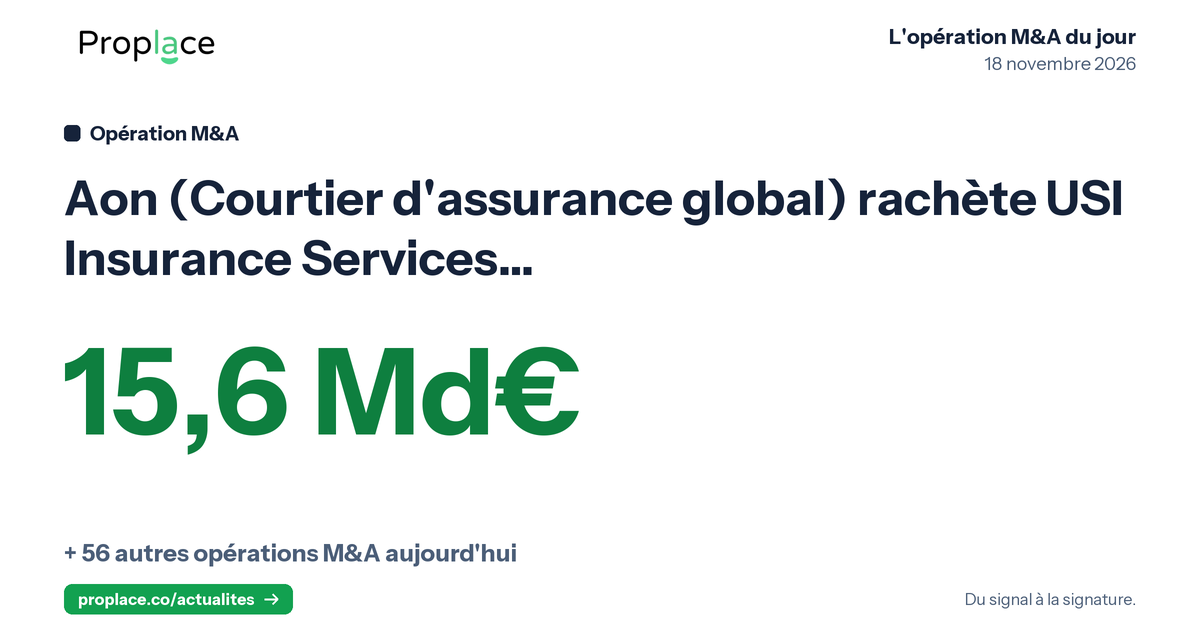 Proplace
L'opération M&A du jour
18 novembre 2026
Opération M&A
Aon (Courtier d'assurance global) rachète USI
Insurance Services...
15,6 Md€
+ 56 autres opérations M&A aujourd'hui
proplace.co/actualites →
Du signal à la signature.